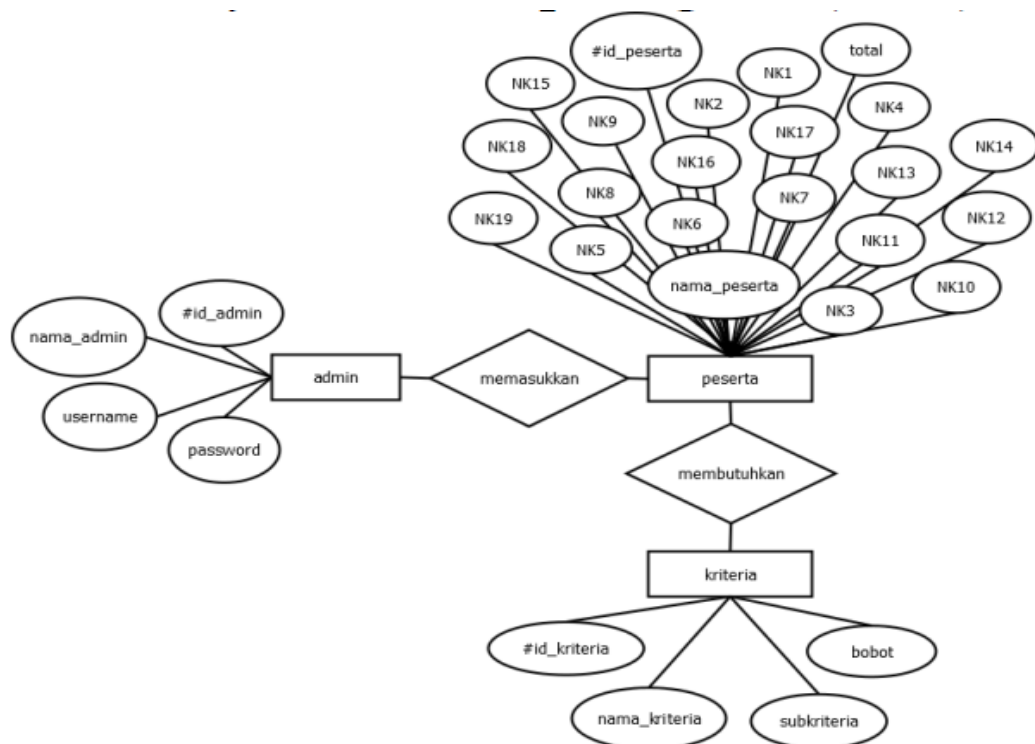 #id_peserta
total
NK1
NK15
NK2
NK4
NK9
NK17
NK18
NK14
NK16
NK13
NK8
NK7
NK19
NK6
NK12
NK11
NK5
nama_peserta
NK10
NK3
#id_admin
nama_admin
admin
memasukkan
peserta
username
password
membutuhkan
kriteria
#id_kriteria
bobot
nama_kriteria
subkriteria